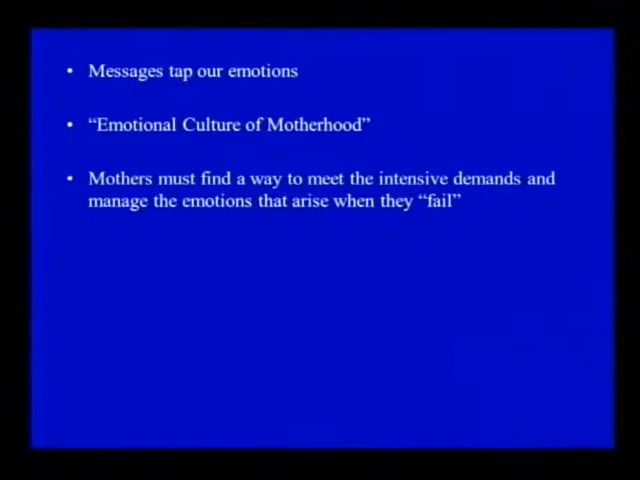 • Messages tap our emotions
• “Emotional Culture of Motherhood”
• Mothers must find a way to meet the intensive demands and
manage the emotions that arise when they “fail”